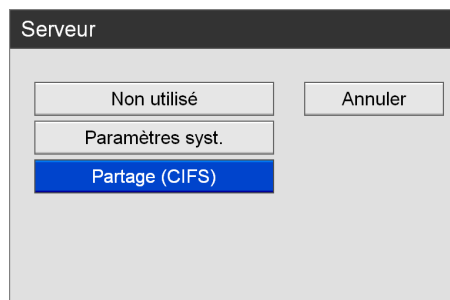 Serveur
Non utilisé
Annuler
Paramètres syst.
Partage (CIFS)